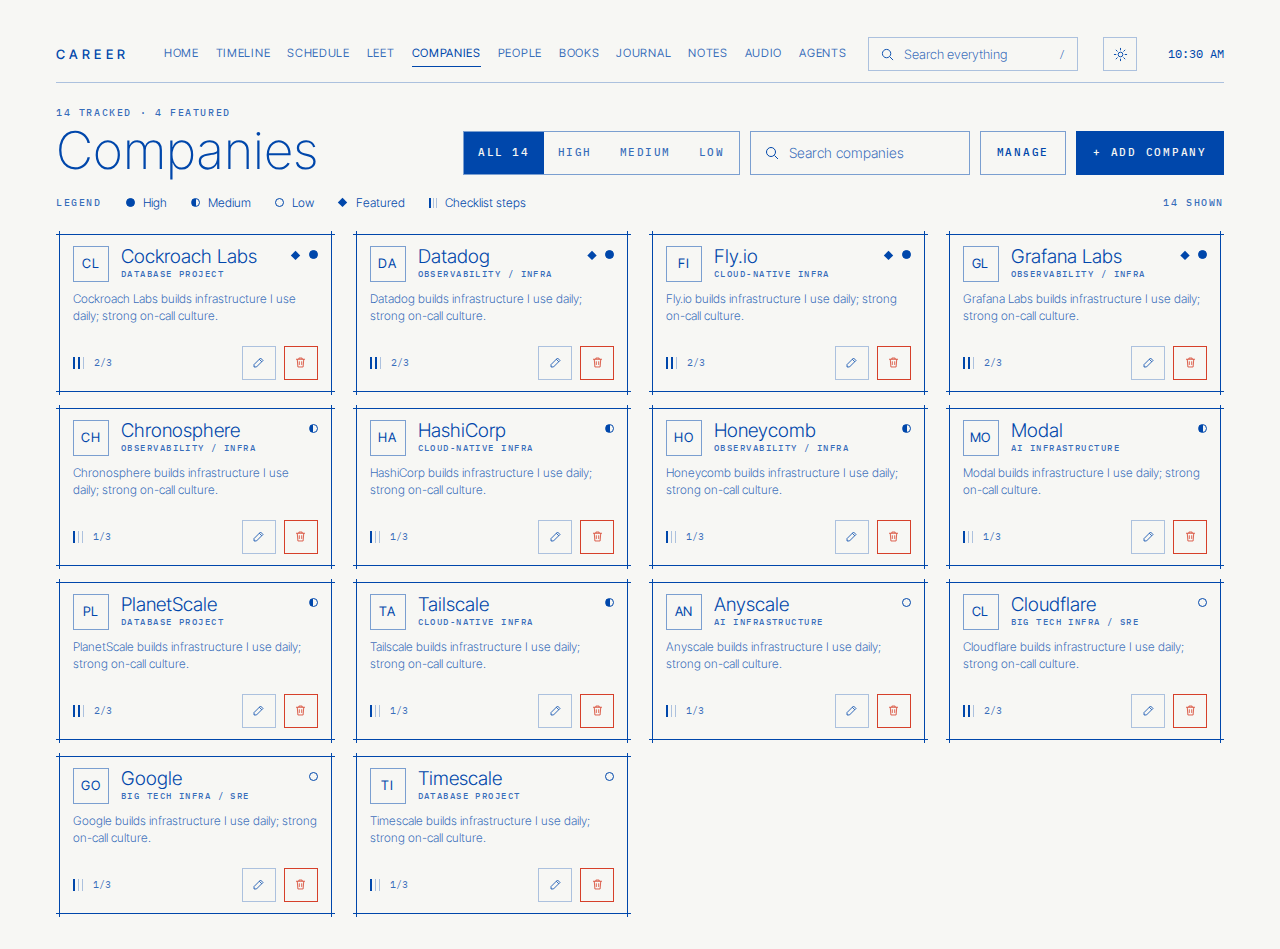 CAREER HOME TIMELINE SCHEDULE LEET COMPANIES PEOPLE BOOKS JOURNAL NOTES AUDIO AGENTS Search everything / 10:30 AM
14 TRACKED · 4 FEATURED
Companies ALL 14 HIGH MEDIUM LOW Search companies MANAGE + ADD COMPANY
LEGEND High Medium Low Featured Checklist steps 14 SHOWN
CL Cockroach Labs
DATABASE PROJECT
Cockroach Labs builds infrastructure I use
daily; strong on-call culture.
2/3
DA Datadog
OBSERVABILITY / INFRA
Datadog builds infrastructure I use daily;
strong on-call culture.
2/3
FI Fly.io
CLOUD-NATIVE INFRA
Fly.io builds infrastructure I use daily; strong
on-call culture.
2/3
GL Grafana Labs
OBSERVABILITY / INFRA
Grafana Labs builds infrastructure I use daily;
strong on-call culture.
2/3
CH Chronosphere
OBSERVABILITY / INFRA
Chronosphere builds infrastructure I use
daily; strong on-call culture.
1/3
HA HashiCorp
CLOUD-NATIVE INFRA
HashiCorp builds infrastructure I use daily;
strong on-call culture.
1/3
HO Honeycomb
OBSERVABILITY / INFRA
Honeycomb builds infrastructure I use daily;
strong on-call culture.
1/3
MO Modal
AI INFRASTRUCTURE
Modal builds infrastructure I use daily; strong
on-call culture.
1/3
PL PlanetScale
DATABASE PROJECT
PlanetScale builds infrastructure I use daily;
strong on-call culture.
2/3
TA Tailscale
CLOUD-NATIVE INFRA
Tailscale builds infrastructure I use daily;
strong on-call culture.
1/3
AN Anyscale
AI INFRASTRUCTURE
Anyscale builds infrastructure I use daily;
strong on-call culture.
1/3
CL Cloudflare
BIG TECH INFRA / SRE
Cloudflare builds infrastructure I use daily;
strong on-call culture.
2/3
GO Google
BIG TECH INFRA / SRE
Google builds infrastructure I use daily; strong
on-call culture.
1/3
TI Timescale
DATABASE PROJECT
Timescale builds infrastructure I use daily;
strong on-call culture.
1/3